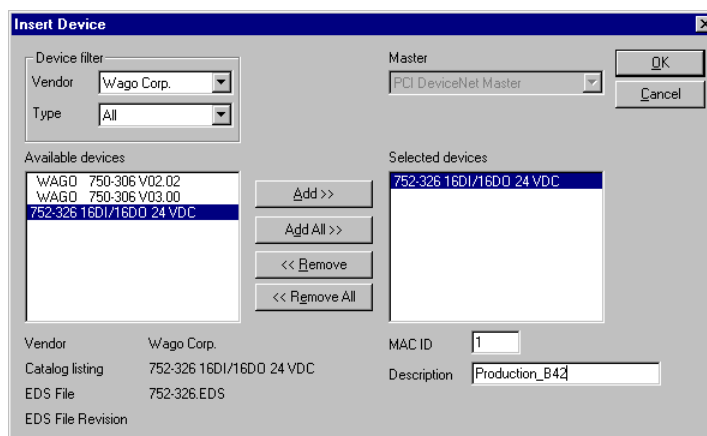 Insert Device
Device filter
Vendor Wago Corp.
Type All
Master
PCI DeviceNet Master
OK
Cancel
Available devices
WAGO 750-306 V02.02
WAGO 750-306 V03.00
752-326 16DI/16DO 24 VDC
Add >>
Add All >>
<< Remove
<< Remove All
Selected devices
752-326 16DI/16DO 24 VDC
Vendor Wago Corp.
Catalog listing 752-326 16DI/16DO 24 VDC
EDS File 752-326.EDS
EDS File Revision
MAC ID 1
Description Production_B42